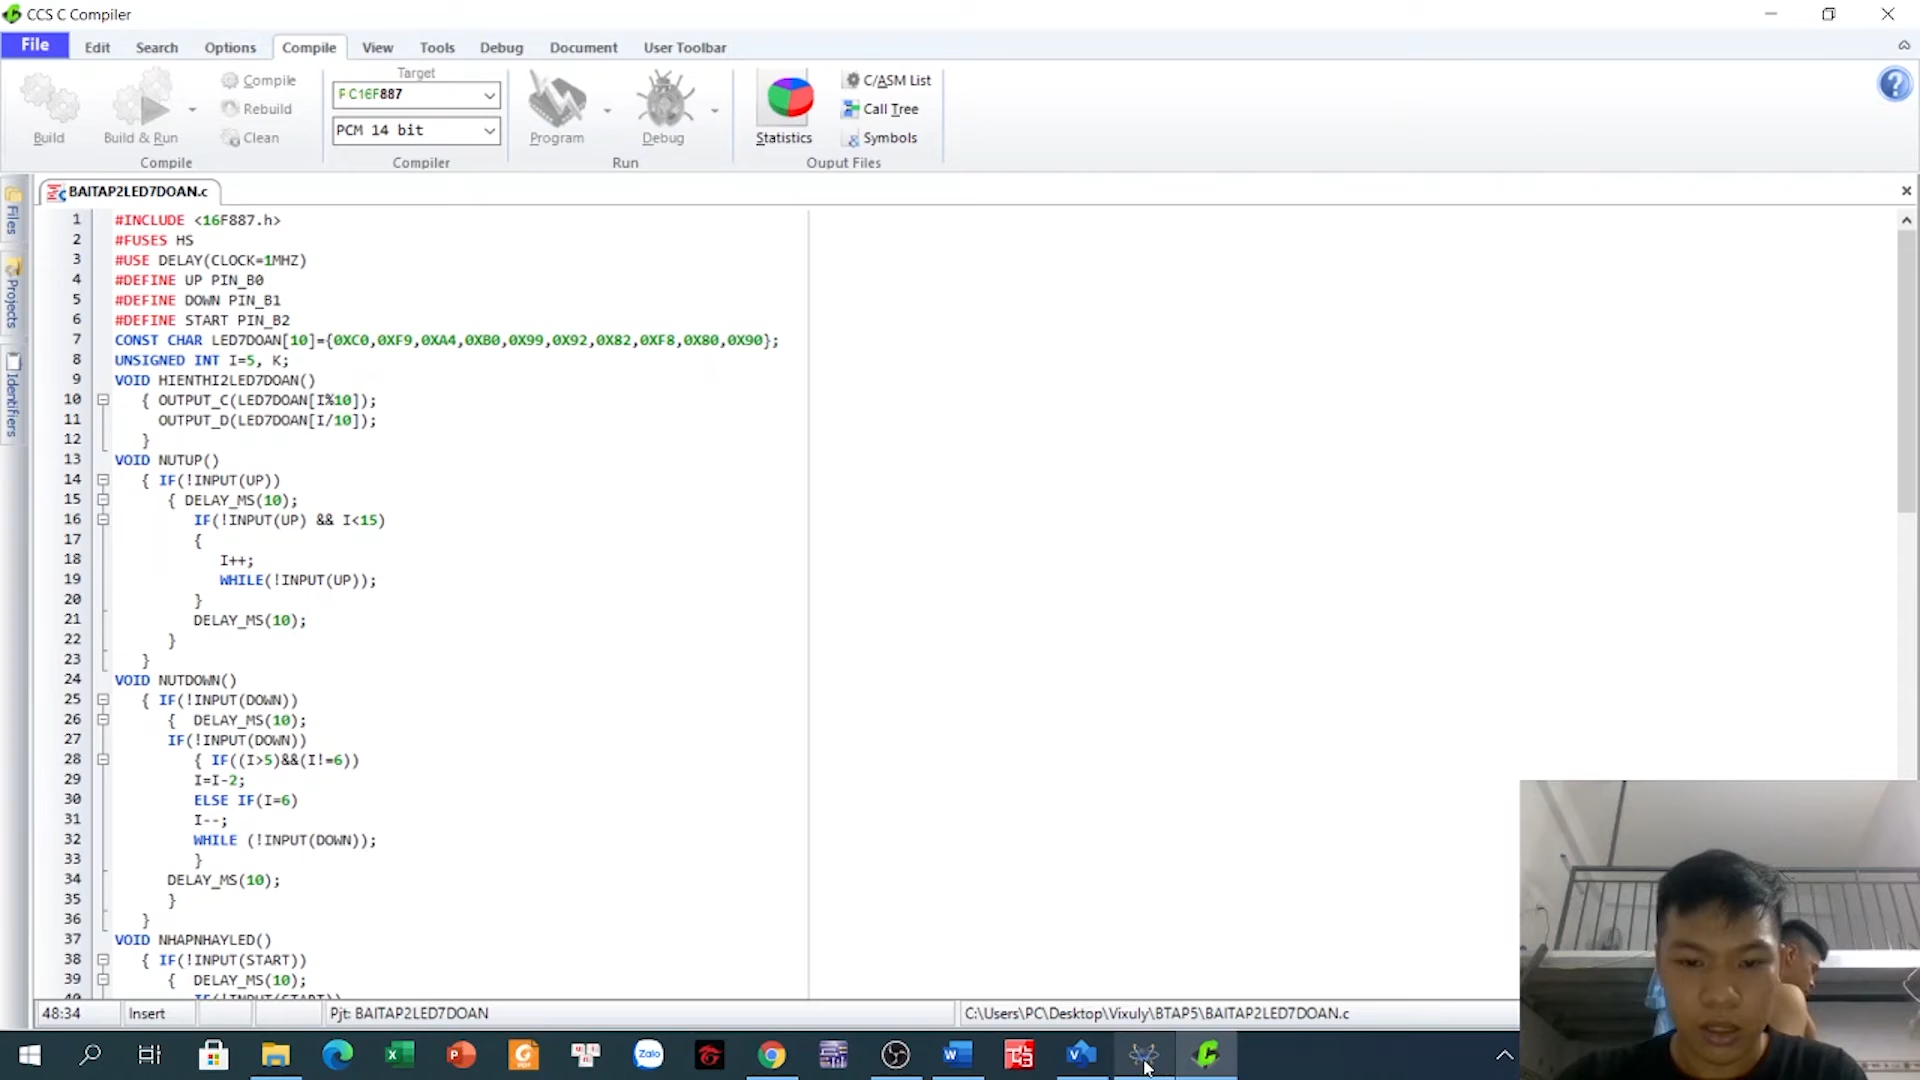 CCS C Compiler
File Edit Search Options Compile View Tools Debug Document User Toolbar
Build
Build & Run
Compile
Rebuild
Clean
Compile
Target
PIC16F887
PCM 14 bit
Compiler
Program
Debug
Run
Statistics
C/ASM List
Call Tree
Symbols
Ouput Files
Files
Projects
Identifiers
BAITAP2LED7DOAN.c
1 #INCLUDE <16F887.h>
2 #FUSES HS
3 #USE DELAY(CLOCK=1MHZ)
4 #DEFINE UP PIN_B0
5 #DEFINE DOWN PIN_B1
6 #DEFINE START PIN_B2
7 CONST CHAR LED7DOAN[10]={0XC0,0XF9,0XA4,0XB0,0X99,0X92,0X82,0XF8,0X80,0X90};
8 UNSIGNED INT I=5, K;
9 VOID HIENTHI2LED7DOAN()
10 { OUTPUT_C(LED7DOAN[I%10]);
11 OUTPUT_D(LED7DOAN[I/10]);
12 }
13 VOID NUTUP()
14 { IF(!INPUT(UP))
15 { DELAY_MS(10);
16 IF(!INPUT(UP) && I<15)
17 {
18 I++;
19 WHILE(!INPUT(UP));
20 }
21 DELAY_MS(10);
22 }
23 }
24 VOID NUTDOWN()
25 { IF(!INPUT(DOWN))
26 { DELAY_MS(10);
27 IF(!INPUT(DOWN))
28 { IF((I>5)&&(I!=6))
29 I=I-2;
30 ELSE IF(I=6)
31 I--;
32 WHILE (!INPUT(DOWN));
33 }
34 DELAY_MS(10);
35 }
36 }
37 VOID NHAPNHAYLED()
38 { IF(!INPUT(START))
39 { DELAY_MS(10);
40 IF(!INPUT(START))
48:34 Insert Pjt: BAITAP2LED7DOAN C:\Users\PC\Desktop\Vixuly\BTAP5\BAITAP2LED7DOAN.c
Zalo